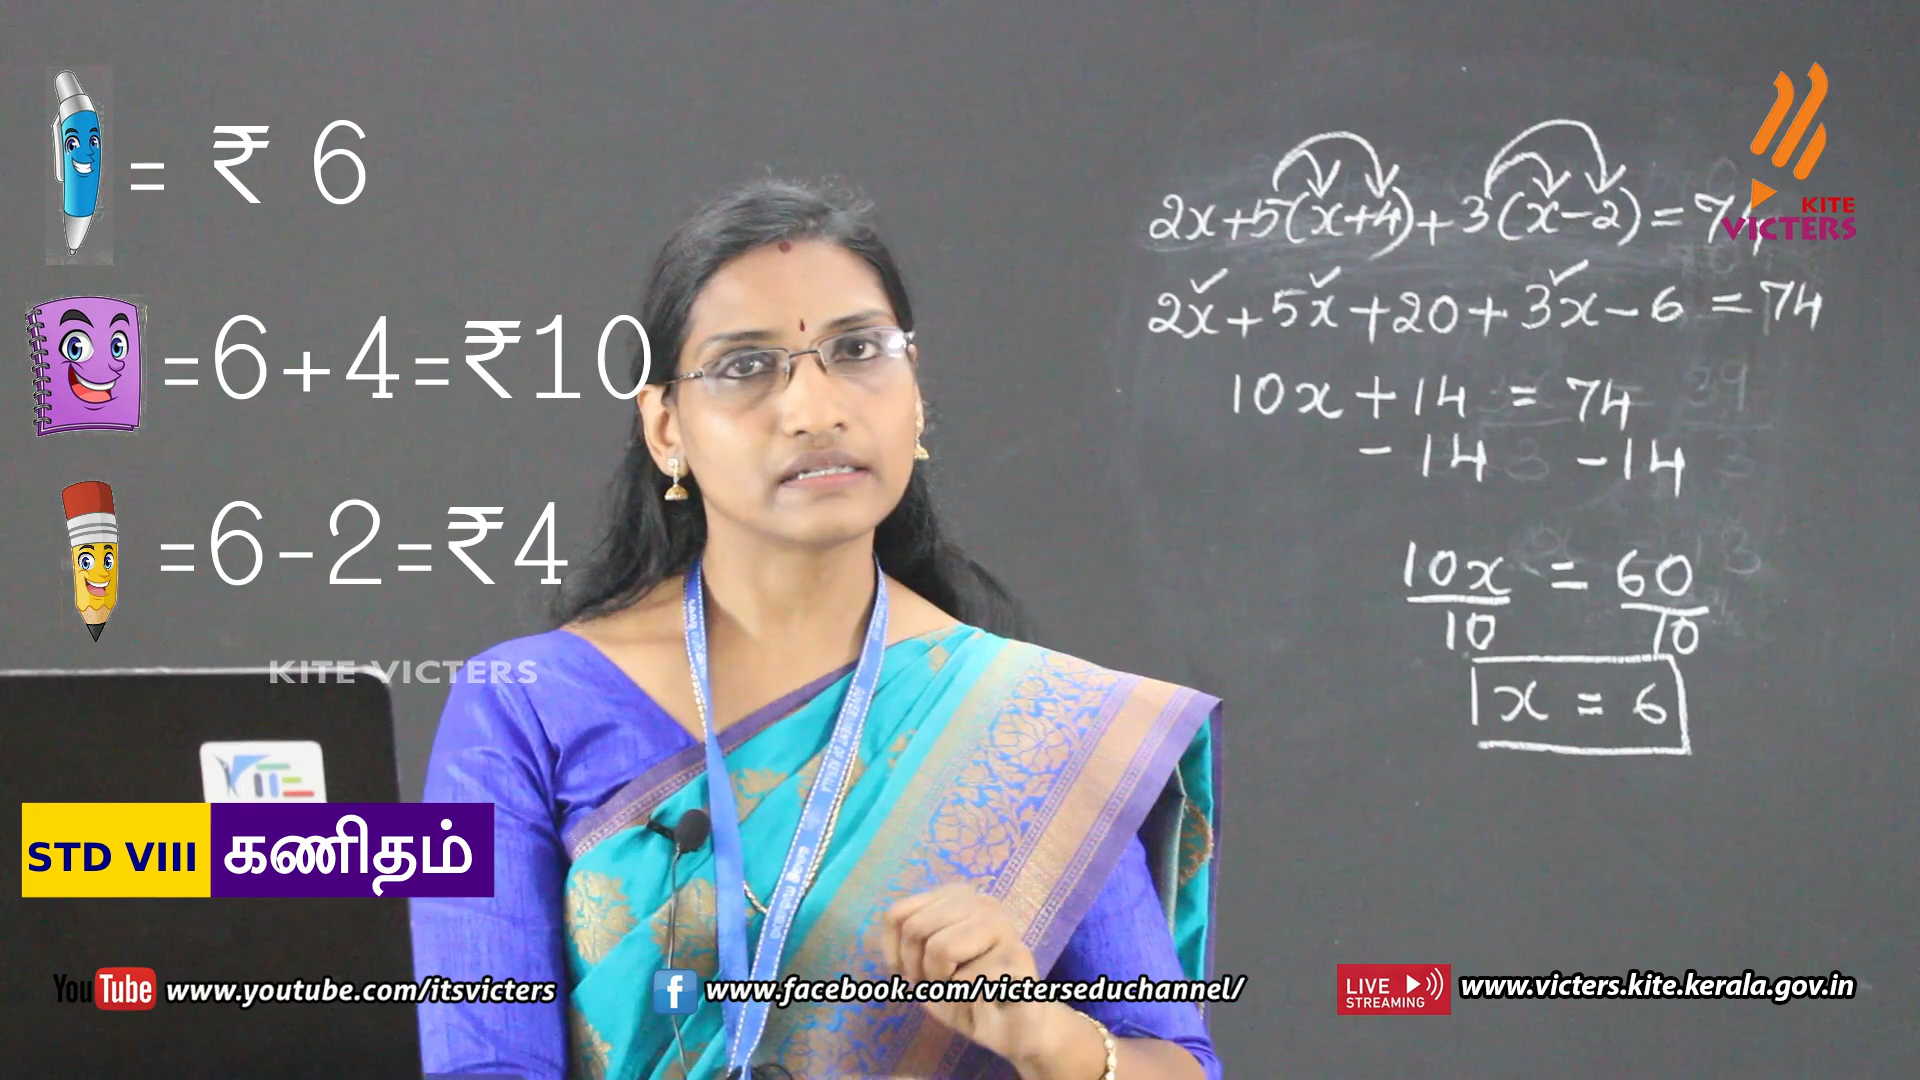 = ₹ 6
=6+4=₹10
=6-2=₹4
2x+5(x+4)+3(x-2)=74
2x+5x+20+3x-6=74
10x+14=74
-14 -14
10x = 60
10 10
x = 6
KITE
VICTERS
KITE VICTERS
STD VIII கணிதம்
YouTube www.youtube.com/itsvicters
f www.facebook.com/victerseduchannel/
LIVE STREAMING www.victers.kite.kerala.gov.in